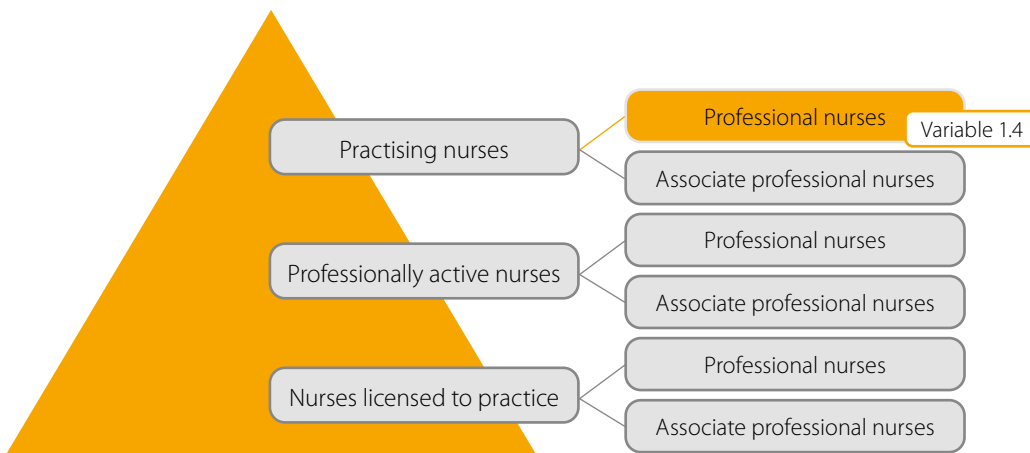 Practising nurses
Professional nurses
Variable 1.4
Associate professional nurses
Professionally active nurses
Professional nurses
Associate professional nurses
Nurses licensed to practice
Professional nurses
Associate professional nurses